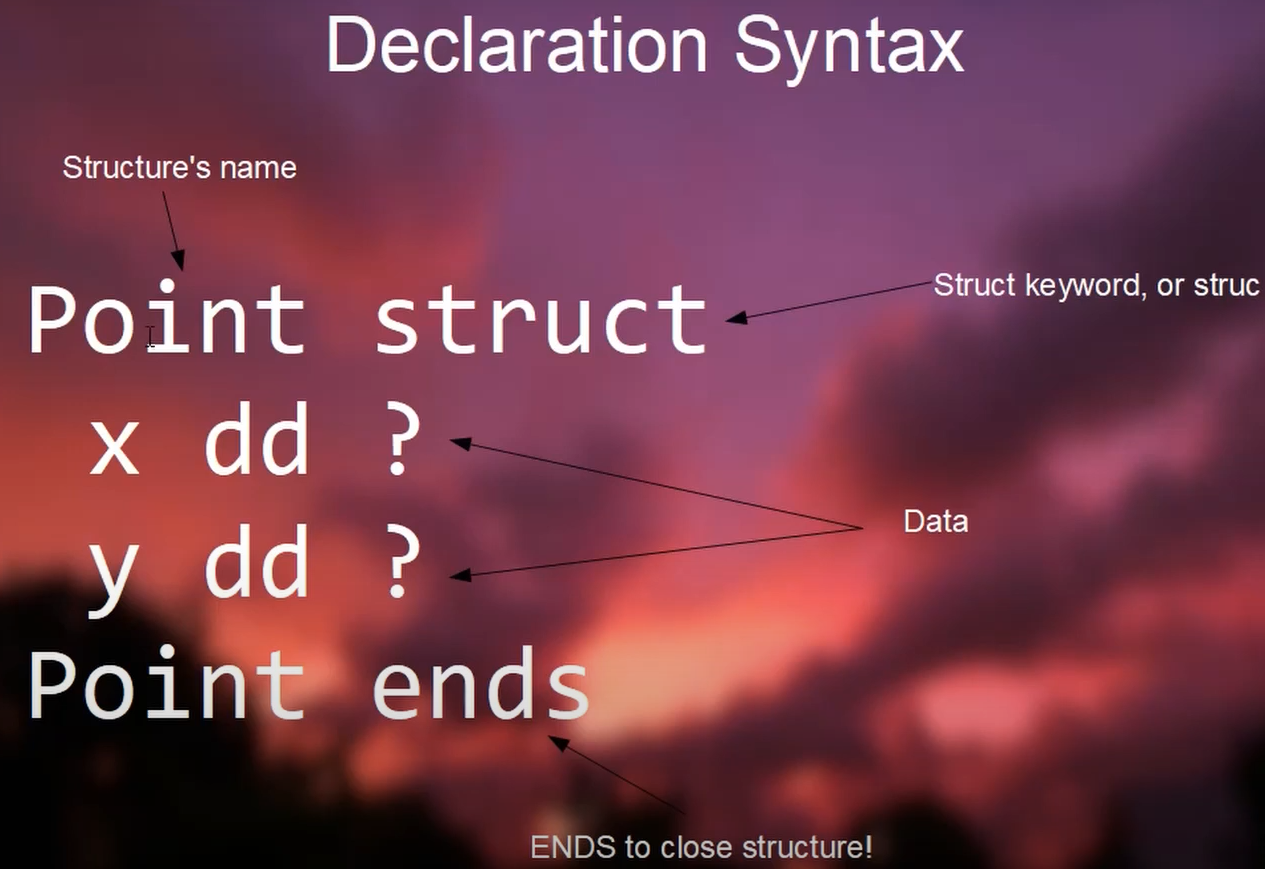 Declaration Syntax
Structure's name
Struct keyword, or struc
Point struct
x dd ?
y dd ?
Data
Point ends
ENDS to close structure!